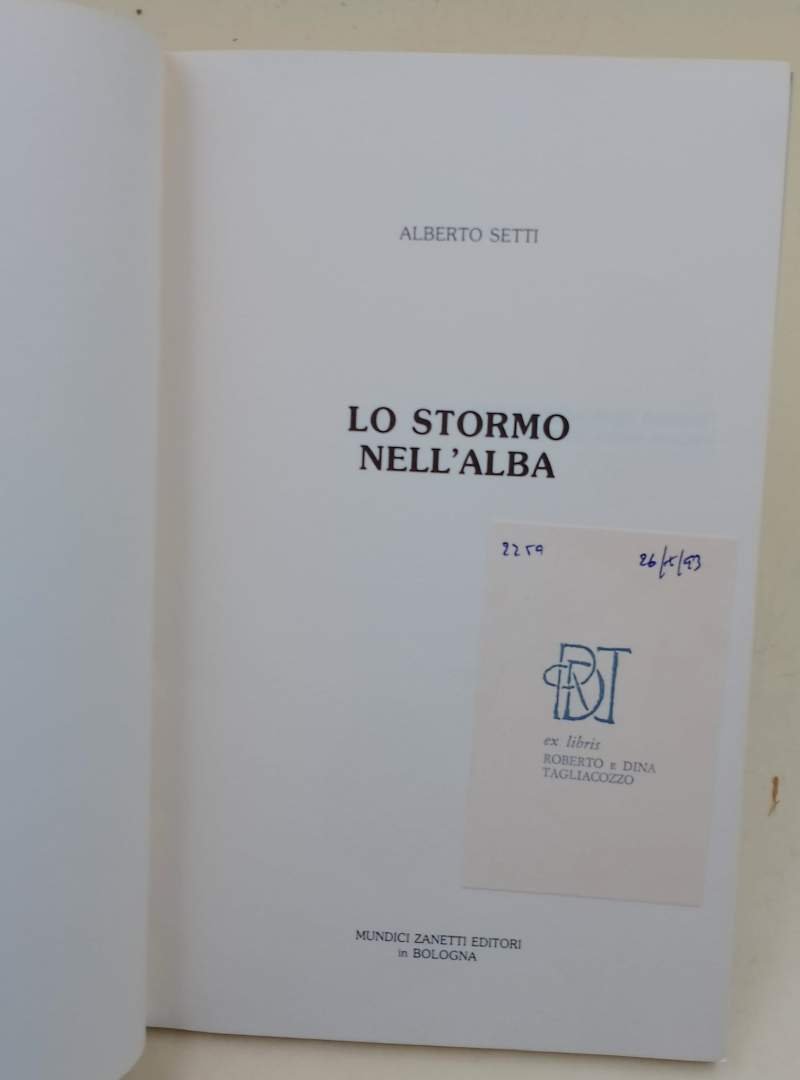 ALBERTO SETTI
LO STORMO
NELL'ALBA
2259 26/X/93
RDT
ex libris
ROBERTO E DINA
TAGLIACOZZO
MUNDICI ZANETTI EDITORI
in BOLOGNA